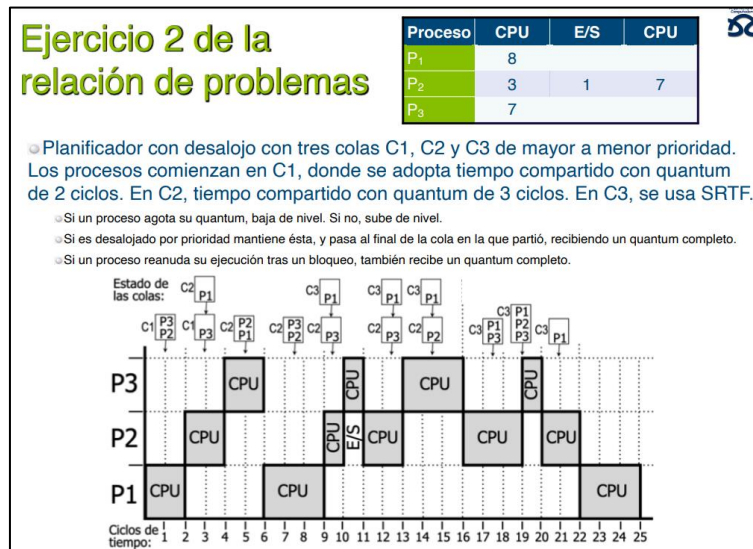 Ejercicio 2 de la
relación de problemas
Proceso CPU E/S CPU
P₁ 8
P₂ 3 1 7
P₃ 7
Planificador con desalojo con tres colas C1, C2 y C3 de mayor a menor prioridad.
Los procesos comienzan en C1, donde se adopta tiempo compartido con quantum
de 2 ciclos. En C2, tiempo compartido con quantum de 3 ciclos. En C3, se usa SRTF.
Si un proceso agota su quantum, baja de nivel. Si no, sube de nivel.
Si es desalojado por prioridad mantiene ésta, y pasa al final de la cola en la que partió, recibiendo un quantum completo.
Si un proceso reanuda su ejecución tras un bloqueo, también recibe un quantum completo.
Estado de
las colas:
C2 P1 C3 P1 C3 P1 C3 P1 C3 P1
C1 P3 C1 P3 C2 P2 C2 P3 C2 P3 C2 P3 C2 P2 C3 P1 P2 C3 P1
P2 P1 P2 P3 P3
P3 CPU CPU CPU CPU
P2 CPU CPU E/S CPU CPU CPU
P1 CPU CPU CPU
Ciclos de
tiempo: 1 2 3 4 5 6 7 8 9 10 11 12 13 14 15 16 17 18 19 20 21 22 23 24 25